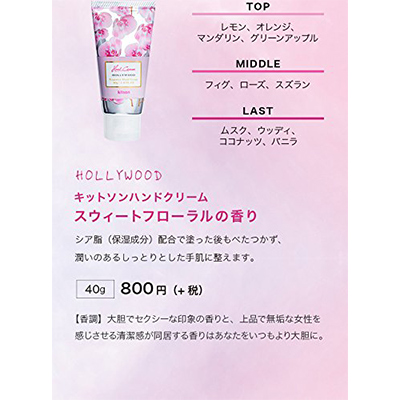 TOP
レモン、オレンジ、
マンダリン、グリーンアップル
MIDDLE
フィグ、ローズ、スズラン
LAST
ムスク、ウッディ、
ココナッツ、バニラ
Hand Cream
HOLLYWOOD
キットソンハンドクリーム
スウィートフローラルの香り
シア脂（保湿成分）配合で塗った後もべたつかず、
潤いのあるしっとりとした手肌に整えます。
40g 800円（+税）
【香調】大胆でセクシーな印象の香りと、上品で無垢な女性を
感じさせる清潔感が同居する香りはあなたをいつもより大胆に。